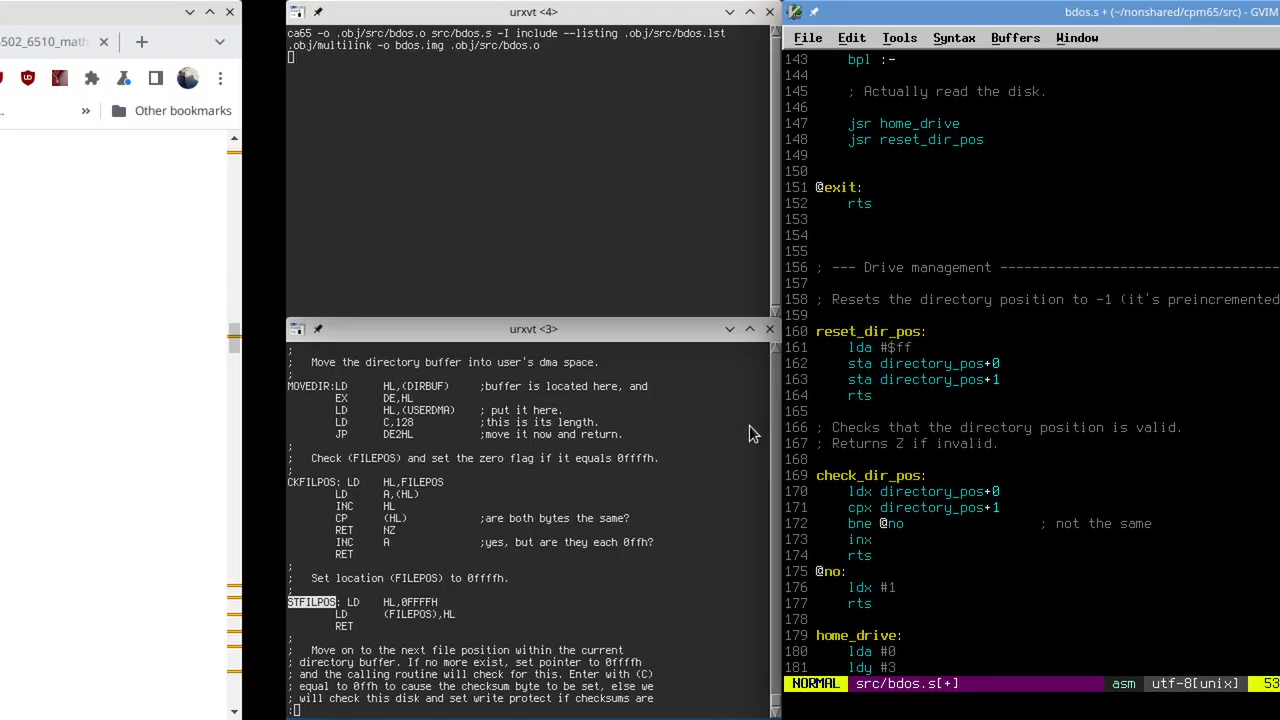 502_6510_math
Other bookmarks
urxvt <4>
ca65 -o .obj/src/bdos.o src/bdos.s -I include --listing .obj/src/bdos.lst
.obj/multilink -o bdos.img .obj/src/bdos.o
urxvt <3>
;
;   Move the directory buffer into user's dma space.
;
MOVEDIR:LD      HL,(DIRBUF)     ;buffer is located here, and
        EX      DE,HL
        LD      HL,(USERDMA)    ; put it here.
        LD      C,128           ;this is its length.
        JP      DE2HL           ;move it now and return.
;
;   Check (FILEPOS) and set the zero flag if it equals 0ffffh.
;
CKFILPOS: LD    HL,FILEPOS
        LD      A,(HL)
        INC     HL
        CP      (HL)            ;are both bytes the same?
        RET     NZ
        INC     A               ;yes, but are they each 0ffh?
        RET
;
;   Set location (FILEPOS) to 0ffffh.
;
STFILPOS: LD    HL,0FFFFH
        LD      (FILEPOS),HL
        RET
;
;   Move on to the next file position within the current
; directory buffer. If no more exist, set pointer to 0ffffh
; and the calling routine will check for this. Enter with (C)
; equal to 0ffh to cause the checksum byte to be set, else we
; will check this disk and set write protect if checksums are
:
bdos.s + (~/nonshared/cpm65/src) - GVIM
File Edit Tools Syntax Buffers Window
143     bpl :-
144
145     ; Actually read the disk.
146
147     jsr home_drive
148     jsr reset_dir_pos
149
150
151 @exit:
152     rts
153
154
155
156 ; --- Drive management ---------------------------------
157
158 ; Resets the directory position to -1 (it's preincremented
159
160 reset_dir_pos:
161     lda #$ff
162     sta directory_pos+0
163     sta directory_pos+1
164     rts
165
166 ; Checks that the directory position is valid.
167 ; Returns Z if invalid.
168
169 check_dir_pos:
170     ldx directory_pos+0
171     cpx directory_pos+1
172     bne @no                 ; not the same
173     inx
174     rts
175 @no:
176     ldx #1
177     rts
178
179 home_drive:
180     lda #0
181     ldy #3
NORMAL src/bdos.s[+] asm utf-8[unix] 53